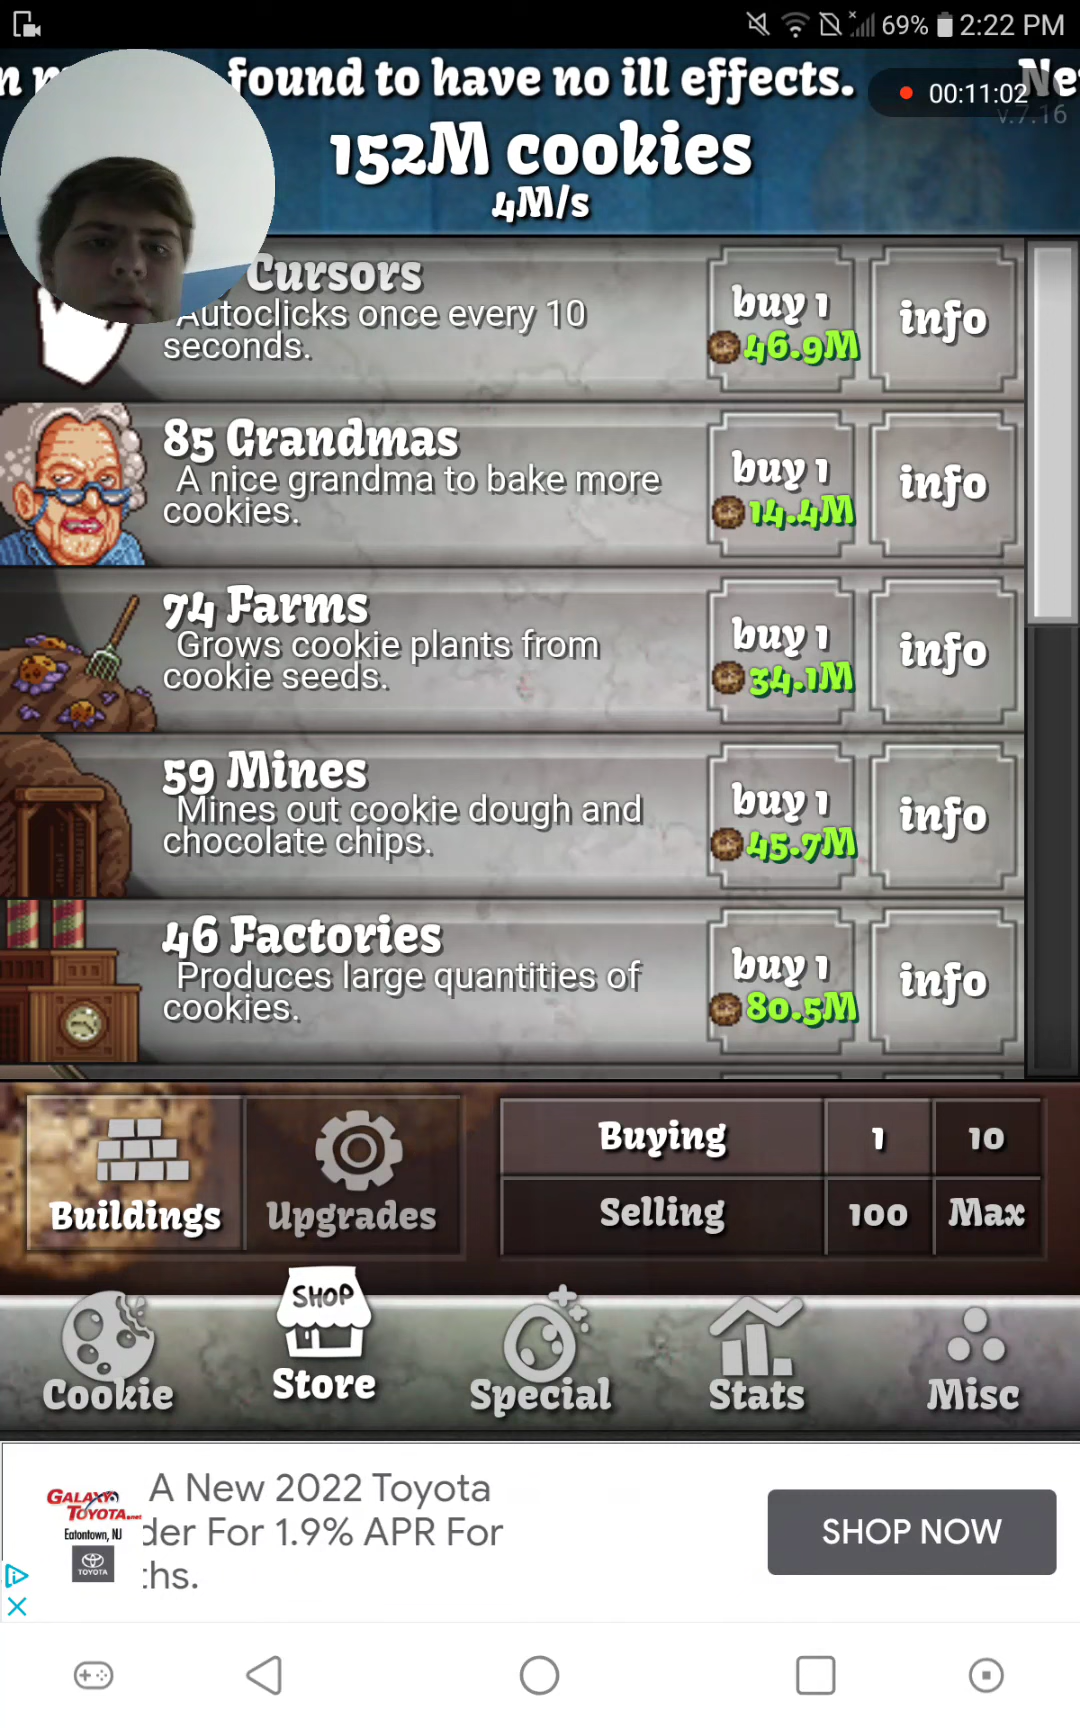 69% 2:22 PM
found to have no ill effects.
00:11:02
v.7.16
152M cookies
4M/s
Cursors
Autoclicks once every 10
seconds.
buy 1
46.9M
info
85 Grandmas
A nice grandma to bake more
cookies.
buy 1
14.4M
info
74 Farms
Grows cookie plants from
cookie seeds.
buy 1
34.1M
info
59 Mines
Mines out cookie dough and
chocolate chips.
buy 1
45.7M
info
46 Factories
Produces large quantities of
cookies.
buy 1
80.5M
info
Buildings
Upgrades
Buying 1 10
Selling 100 Max
SHOP
Cookie
Store
Special
Stats
Misc
GALAXY
TOYOTA.net
Eatontown, NJ
TOYOTA
A New 2022 Toyota
der For 1.9% APR For
ths.
SHOP NOW